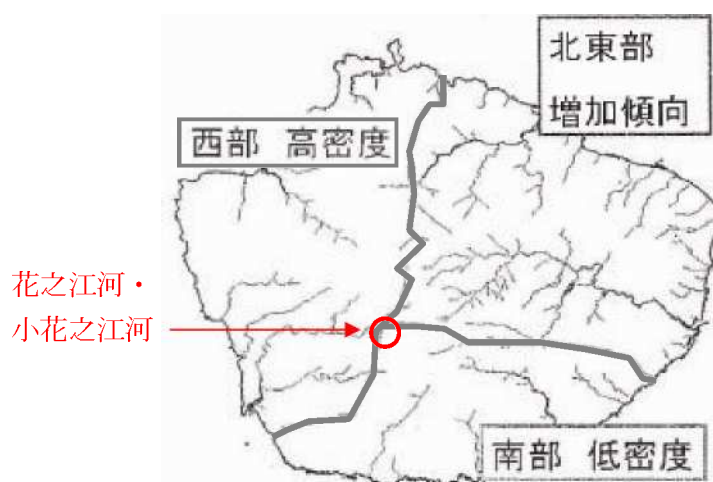 北東部
増加傾向
西部 高密度
花之江河・
小花之江河
南部 低密度